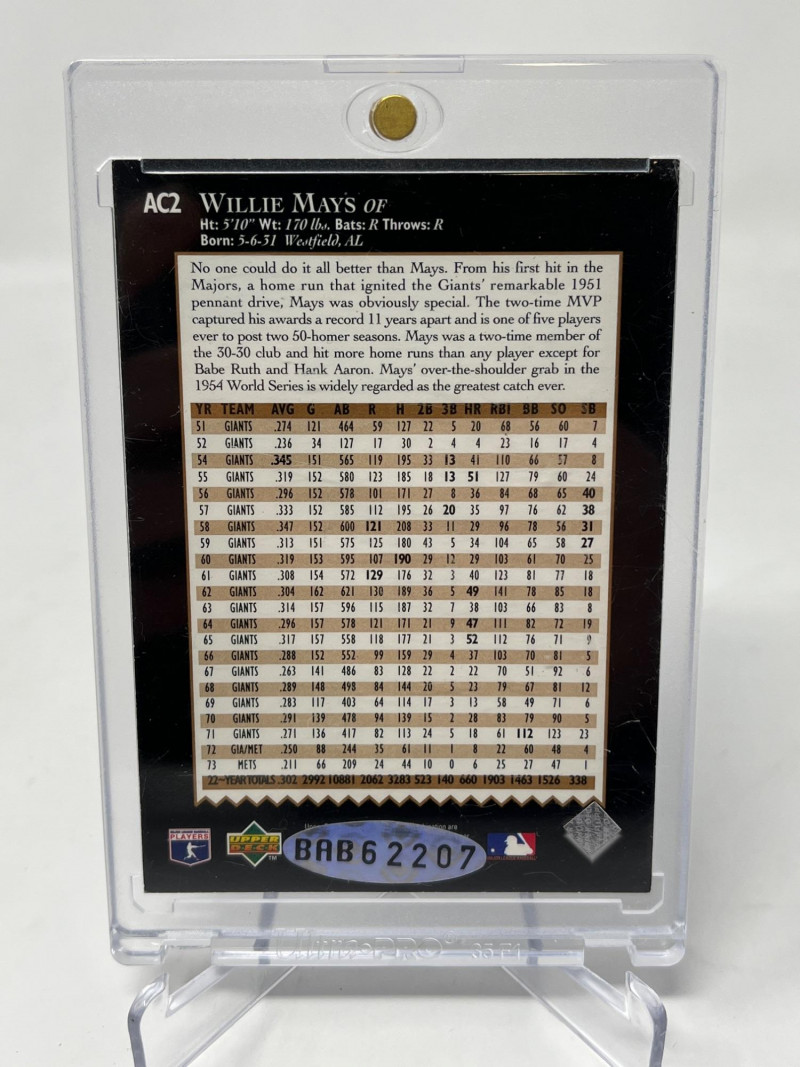 AC2 WILLIE MAYS OF
Ht: 5'10" Wt: 170 lbs. Bats: R Throws: R
Born: 5-6-31 Westfield, AL
No one could do it all better than Mays. From his first hit in the
Majors, a home run that ignited the Giants' remarkable 1951
pennant drive, Mays was obviously special. The two-time MVP
captured his awards a record 11 years apart and is one of five players
ever to post two 50-homer seasons. Mays was a two-time member of
the 30-30 club and hit more home runs than any player except for
Babe Ruth and Hank Aaron. Mays' over-the-shoulder grab in the
1954 World Series is widely regarded as the greatest catch ever.
YR TEAM AVG G AB R H 2B 3B HR RBI BB SO SB
51 GIANTS .274 121 464 59 127 22 5 20 68 56 60 7
52 GIANTS .236 34 127 17 30 2 4 4 23 16 17 4
54 GIANTS .345 151 565 119 195 33 13 41 110 66 57 8
55 GIANTS .319 152 580 123 185 18 13 51 127 79 60 24
56 GIANTS .296 152 578 101 171 27 8 36 84 68 65 40
57 GIANTS .333 152 585 112 195 26 20 35 97 76 62 38
58 GIANTS .347 152 600 121 208 33 11 29 96 78 56 31
59 GIANTS .313 151 575 125 180 43 5 34 104 65 58 27
60 GIANTS .319 153 595 107 190 29 12 29 103 61 70 25
61 GIANTS .308 154 572 129 176 32 3 40 123 81 77 18
62 GIANTS .304 162 621 130 189 36 5 49 141 78 85 18
63 GIANTS .314 157 596 115 187 32 7 38 103 66 83 8
64 GIANTS .296 157 578 121 171 21 9 47 111 82 72 19
65 GIANTS .317 157 558 118 177 21 3 52 112 76 71 9
66 GIANTS .288 152 552 99 159 29 4 37 103 70 81 5
67 GIANTS .263 141 486 83 128 22 2 22 70 51 92 6
68 GIANTS .289 148 498 84 144 20 5 23 79 67 81 12
69 GIANTS .283 117 403 64 114 17 3 13 58 49 71 6
70 GIANTS .291 139 478 94 139 15 2 28 83 79 90 5
71 GIANTS .271 136 417 82 113 24 5 18 61 112 123 23
72 GIA/MET .250 88 244 35 61 11 1 8 22 60 48 4
73 METS .211 66 209 24 44 10 0 6 25 27 47 1
22-YEAR TOTALS .302 2992 10881 2062 3283 523 140 660 1903 1463 1526 338
are
PLAYERS
UPPER DECK TM
BAB62207
MAJOR LEAGUE BASEBALL
Ultra PRO